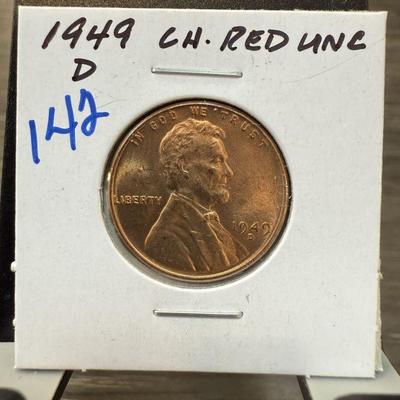 1949 CH. RED UNC
D
142
IN GOD WE TRUST
LIBERTY
1949
D